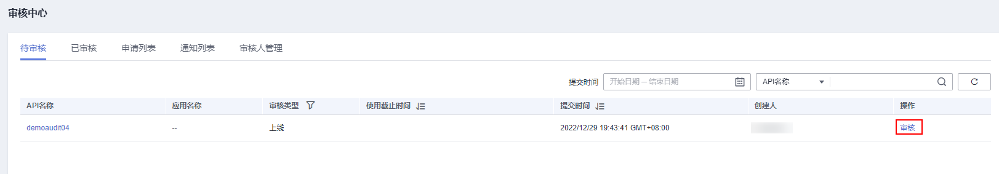 审核中心
待审核 已审核 申请列表 通知列表 审核人管理
提交时间 开始日期 – 结束日期 API名称
API名称 应用名称 审核类型 使用截止时间 提交时间 创建人 操作
demoaudit04 -- 上线 2022/12/29 19:43:41 GMT+08:00 审核